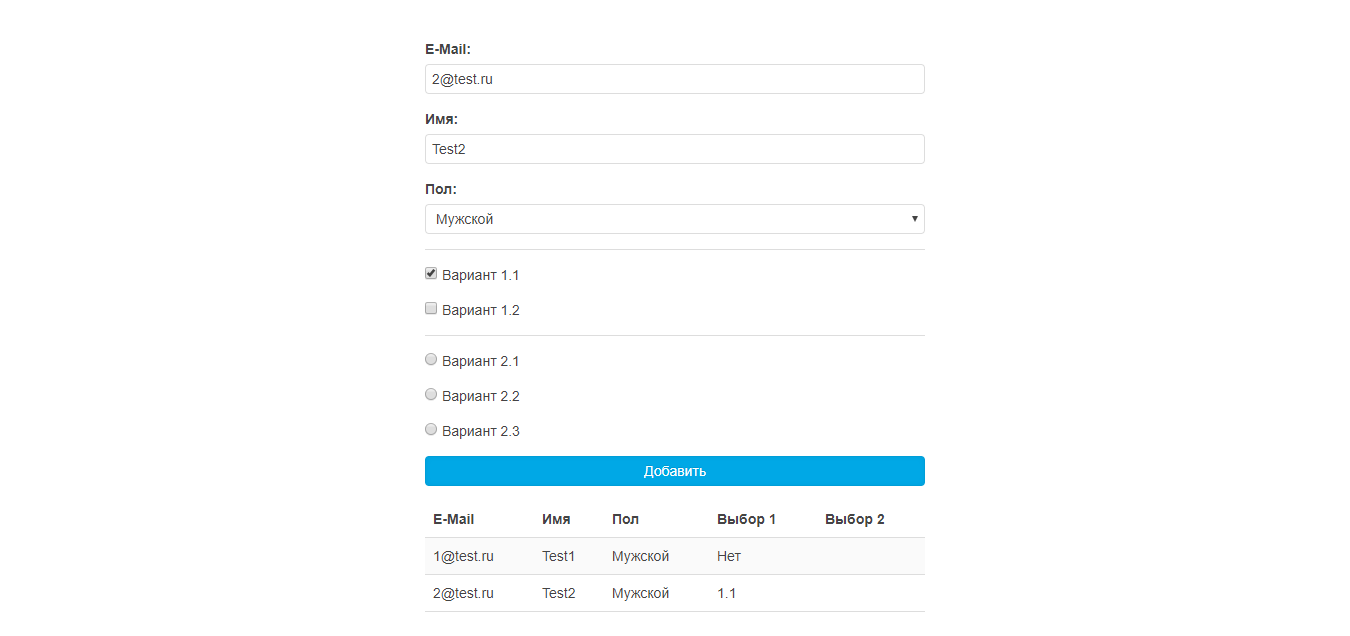 E-Mail:
2@test.ru
Имя:
Test2
Пол:
Мужской
Вариант 1.1
Вариант 1.2
Вариант 2.1
Вариант 2.2
Вариант 2.3
Добавить
E-Mail Имя Пол Выбор 1 Выбор 2
1@test.ru Test1 Мужской Нет
2@test.ru Test2 Мужской 1.1